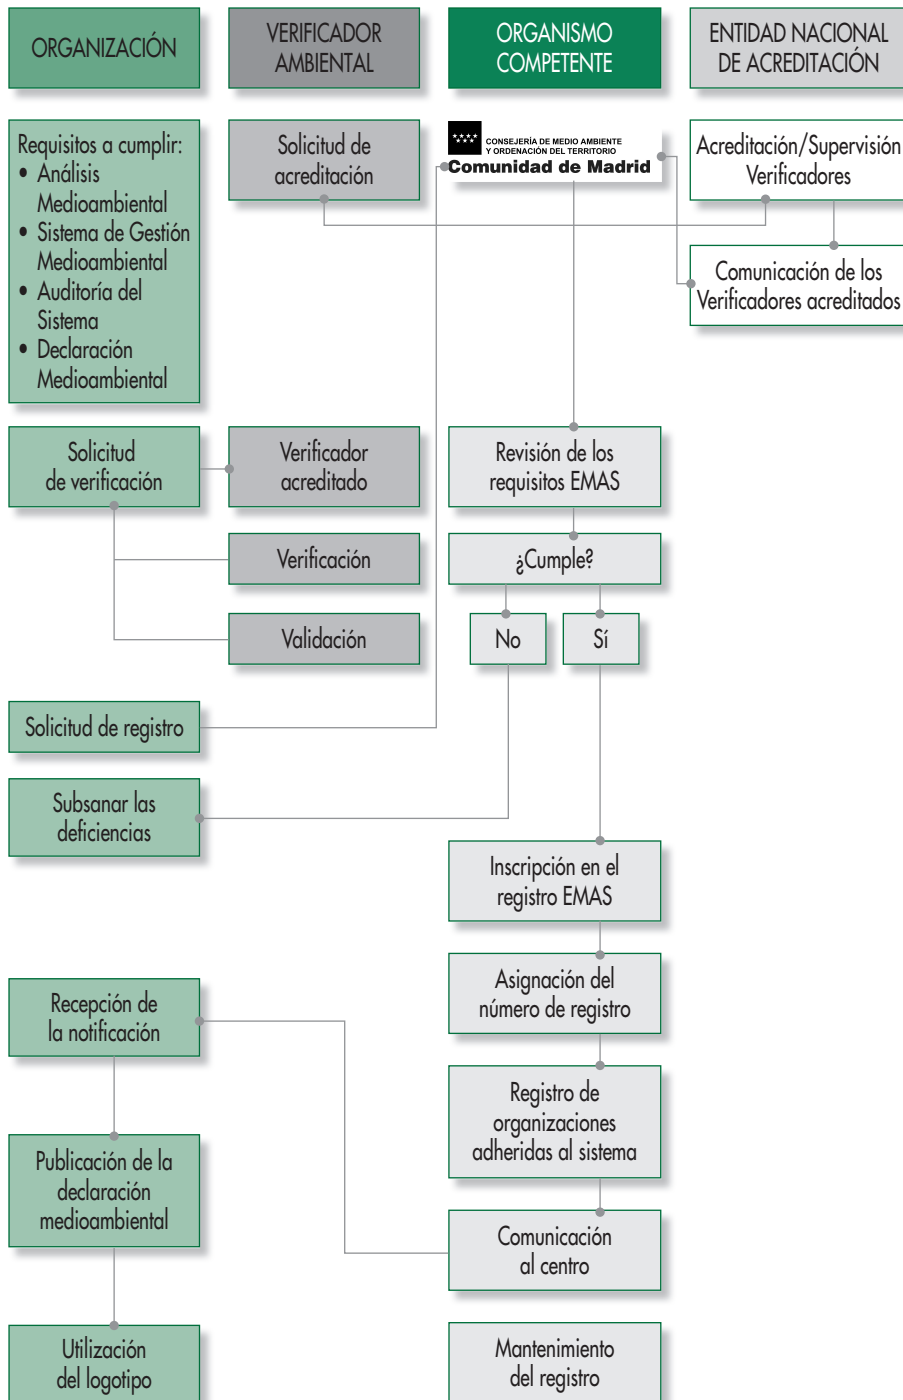 ORGANIZACIÓN
VERIFICADOR
AMBIENTAL
ORGANISMO
COMPETENTE
ENTIDAD NACIONAL
DE ACREDITACIÓN
Requisitos a cumplir:
• Análisis
Medioambiental
• Sistema de Gestión
Medioambiental
• Auditoría del
Sistema
• Declaración
Medioambiental
Solicitud de
acreditación
CONSEJERÍA DE MEDIO AMBIENTE
Y ORDENACIÓN DEL TERRITORIO
Comunidad de Madrid
Acreditación/Supervisión
Verificadores
Comunicación de los
Verificadores acreditados
Solicitud
de verificación
Verificador
acreditado
Revisión de los
requisitos EMAS
Verificación
¿Cumple?
Validación
No
Sí
Solicitud de registro
Subsanar las
deficiencias
Inscripción en el
registro EMAS
Asignación del
número de registro
Recepción de
la notificación
Registro de
organizaciones
adheridas al sistema
Publicación de la
declaración
medioambiental
Comunicación
al centro
Utilización
del logotipo
Mantenimiento
del registro